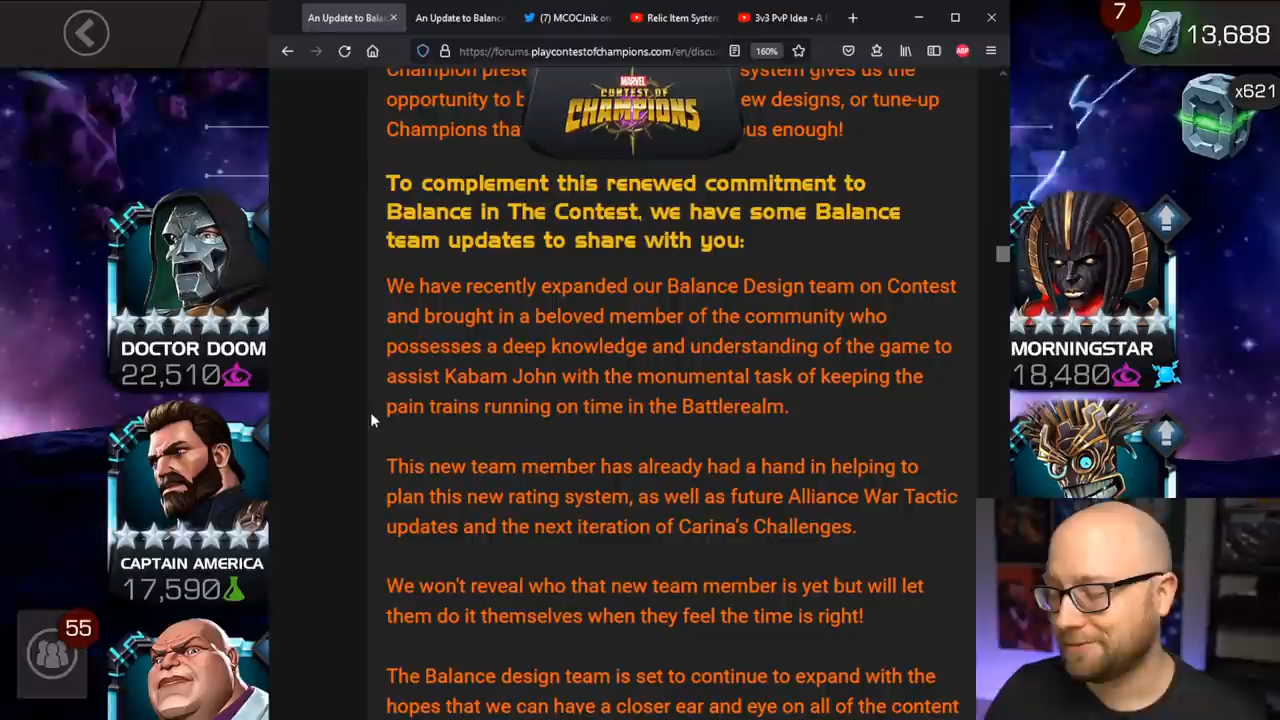 An Update to Bala
An Update to Balanc
(7) MCOCJnik on
Relic Item System
3v3 PvP Idea - A
https://forums.playcontestofchampions.com/en/discu
160%
ABP
7
13,688
x621
Champion prese
system gives us the
opportunity to b
ew designs, or tune-up
Champions tha
us enough!
MARVEL
CONTEST OF
CHAMPIONS
To complement this renewed commitment to
Balance in The Contest, we have some Balance
team updates to share with you:
We have recently expanded our Balance Design team on Contest
and brought in a beloved member of the community who
possesses a deep knowledge and understanding of the game to
assist Kabam John with the monumental task of keeping the
pain trains running on time in the Battlerealm.
This new team member has already had a hand in helping to
plan this new rating system, as well as future Alliance War Tactic
updates and the next iteration of Carina's Challenges.
We won't reveal who that new team member is yet but will let
them do it themselves when they feel the time is right!
The Balance design team is set to continue to expand with the
hopes that we can have a closer ear and eye on all of the content
DOCTOR DOOM
22,510
CAPTAIN AMERICA
17,590
55
MORNINGSTAR
18,480